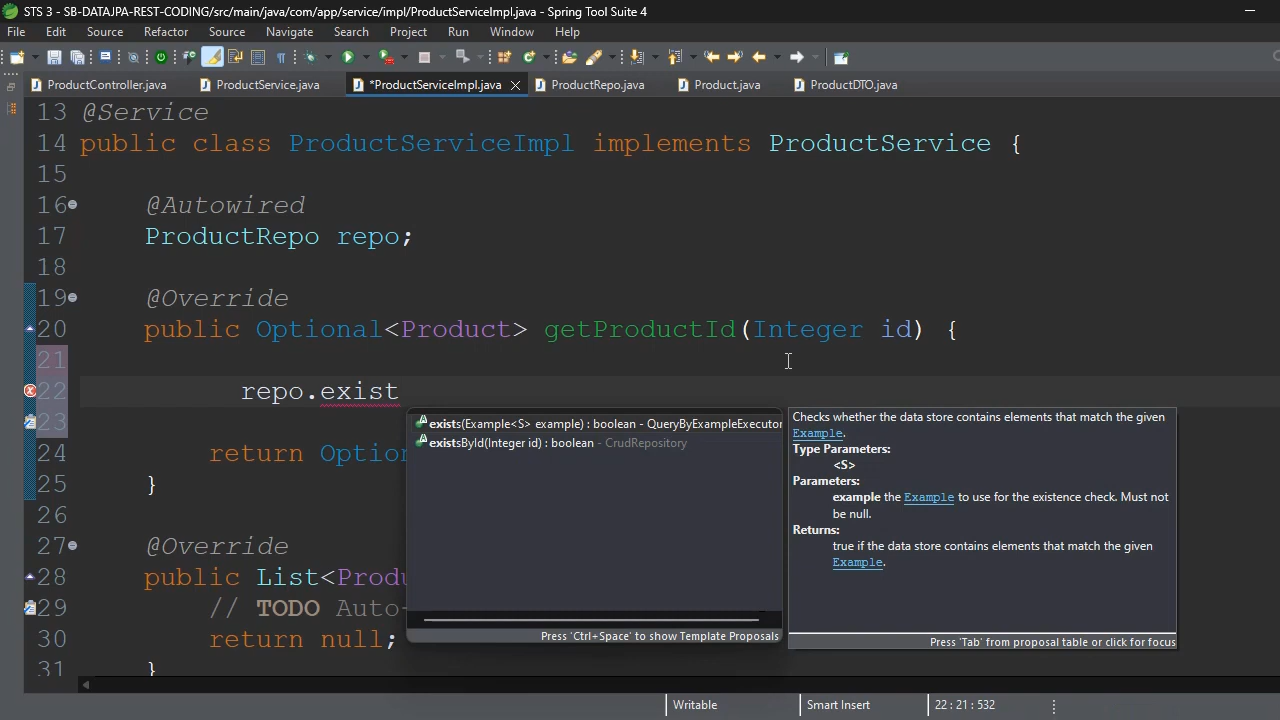 STS 3 - SB-DATAJPA-REST-CODING/src/main/java/com/app/service/impl/ProductServiceImpl.java - Spring Tool Suite 4
File Edit Source Refactor Source Navigate Search Project Run Window Help
ProductController.java ProductService.java *ProductServiceImpl.java ProductRepo.java Product.java ProductDTO.java
13 @Service
14 public class ProductServiceImpl implements ProductService {
15
16 @Autowired
17 ProductRepo repo;
18
19 @Override
20 public Optional<Product> getProductId(Integer id) {
21
22 repo.exist
exists(Example<S> example) : boolean - QueryByExampleExecutor
existsById(Integer id) : boolean - CrudRepository
Press 'Ctrl+Space' to show Template Proposals
Checks whether the data store contains elements that match the given
Example.
Type Parameters:
<S>
Parameters:
example the Example to use for the existence check. Must not
be null.
Returns:
true if the data store contains elements that match the given
Example.
Press 'Tab' from proposal table or click for focus
23
24 return Option
25 }
26
27 @Override
28 public List<Produ
29 // TODO Auto-
30 return null;
31 }
Writable Smart Insert 22 : 21 : 532